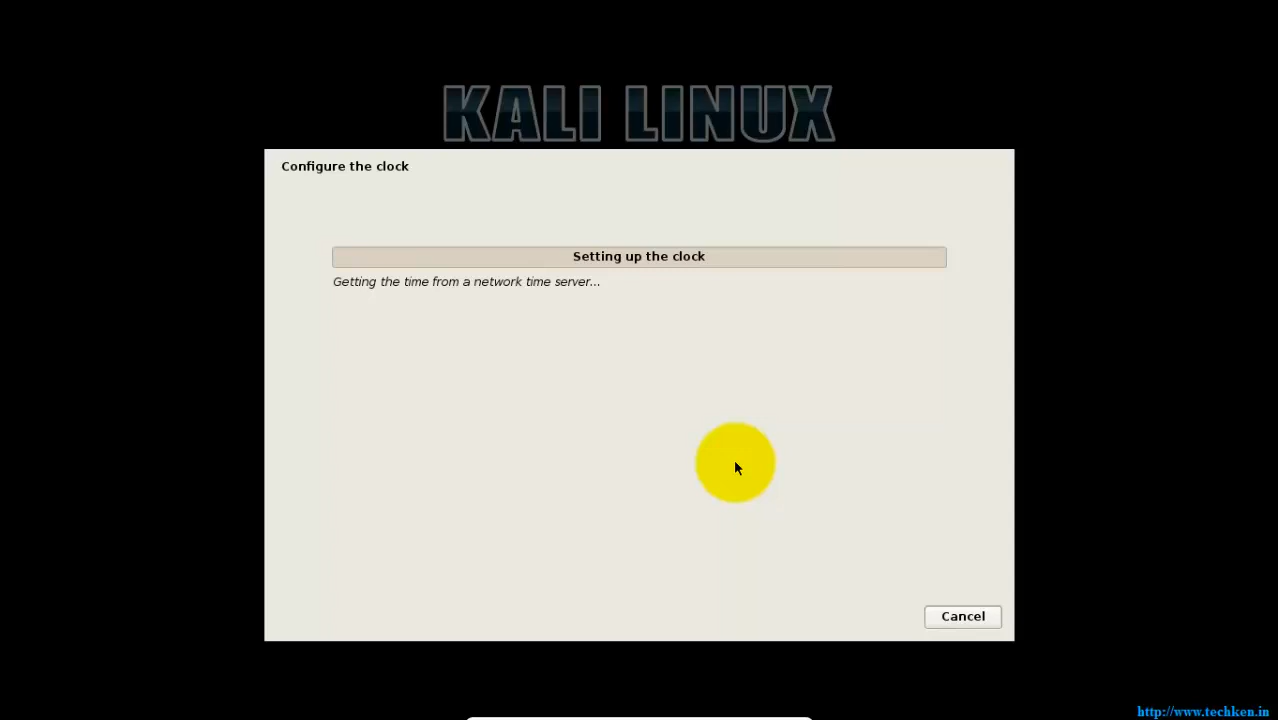 KALI LINUX
Configure the clock
Setting up the clock
Getting the time from a network time server...
Cancel
http://www.techken.in